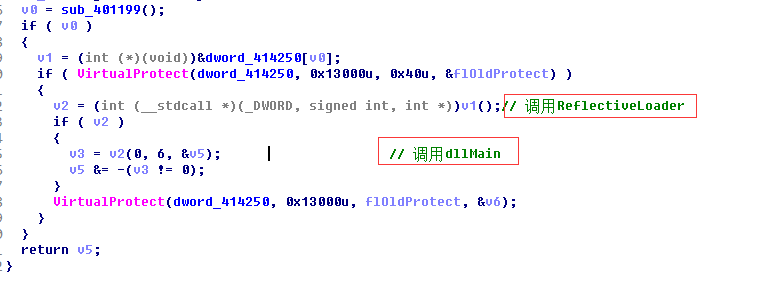 v0 = sub_401199();
if ( v0 )
{
v1 = (int (*)(void))&dword_414250[v0];
if ( VirtualProtect(dword_414250, 0x13000u, 0x40u, &flOldProtect) )
{
v2 = (int (__stdcall *)(_DWORD, signed int, int *))v1();// 调用ReflectiveLoader
if ( v2 )
{
v3 = v2(0, 6, &v5); // 调用dllMain
v5 &= -(v3 != 0);
}
VirtualProtect(dword_414250, 0x13000u, flOldProtect, &v6);
}
}
return v5;
}